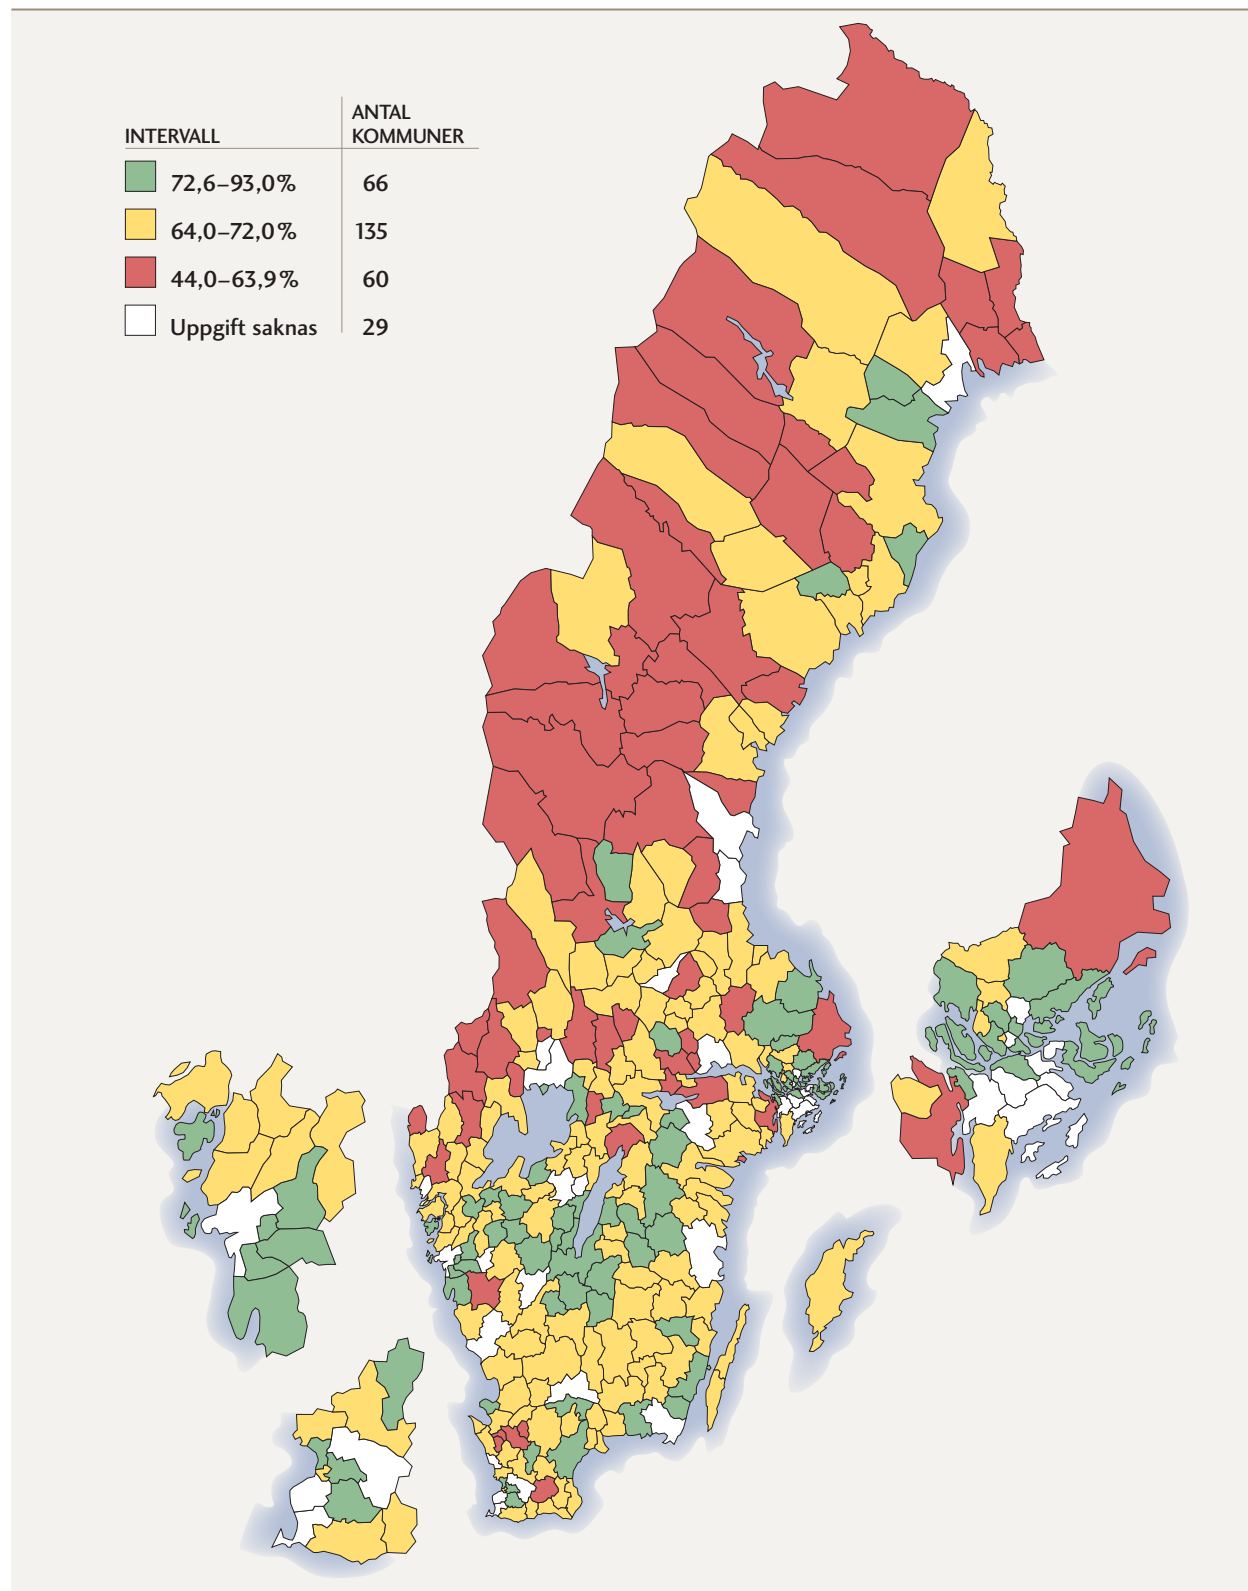 INTERVALL
ANTAL
KOMMUNER
72,6–93,0% 66
64,0–72,0% 135
44,0–63,9% 60
Uppgift saknas 29